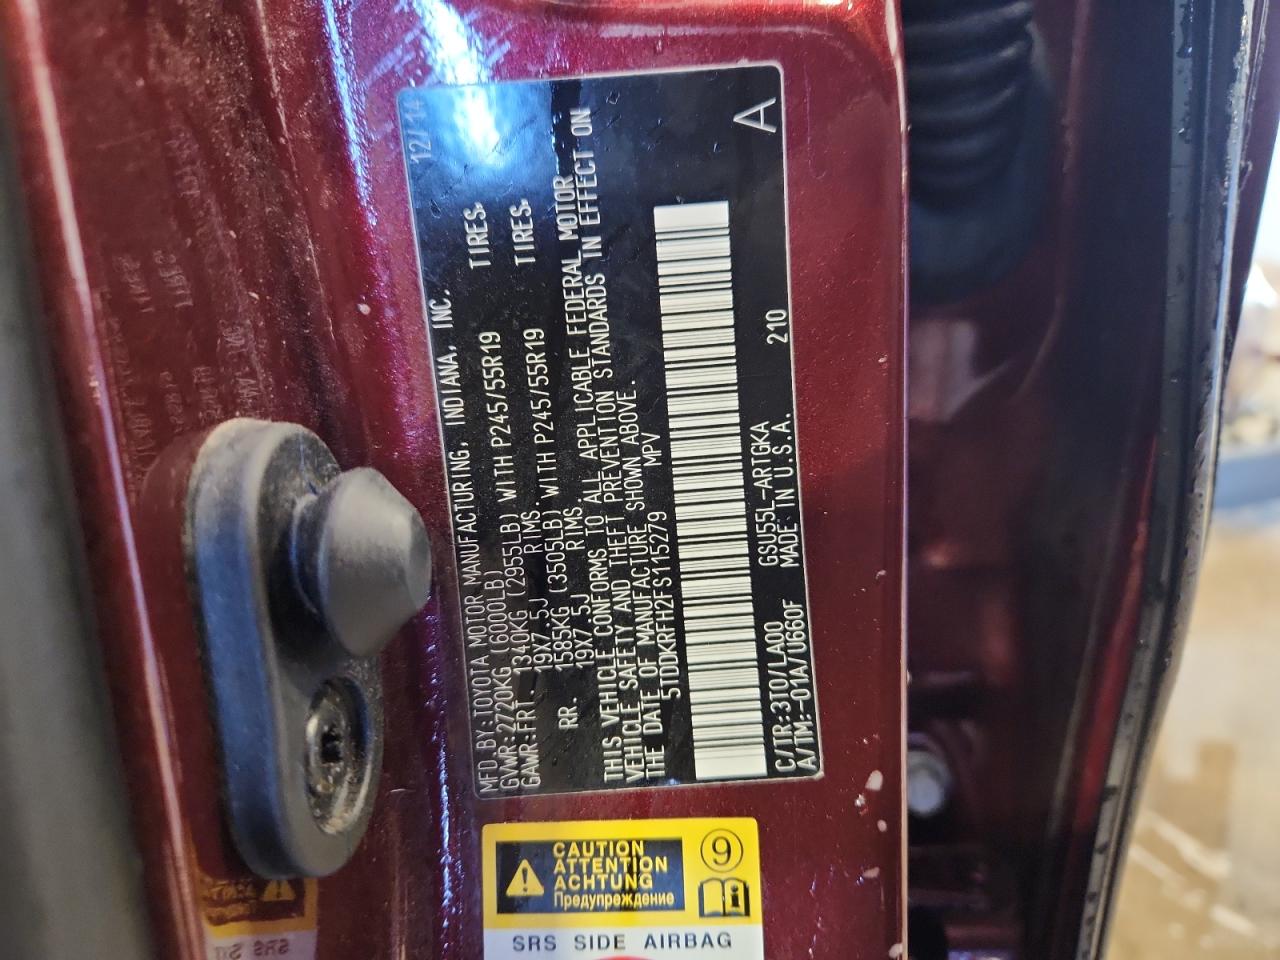 MFD.BY:TOYOTA MOTOR MANUFACTURING, INDIANA, INC. 12/14
GVWR:2720KG (6000LB)
GAWR:FRT. 1340KG (2955LB) WITH P245/55R19 TIRES.
19X7.5J RIMS.
RR. 1585KG (3505LB) WITH P245/55R19 TIRES.
19X7.5J RIMS.
THIS VEHICLE CONFORMS TO ALL APPLICABLE FEDERAL MOTOR
VEHICLE SAFETY AND THEFT PREVENTION STANDARDS IN EFFECT ON
THE DATE OF MANUFACTURE SHOWN ABOVE.
5TDDKRFH2FS115279 MPV
C/TR:3T0/LA00 GSU55L-ARTGKA 210 A
A/TM:-01A/U660F MADE IN U.S.A.
CAUTION
ATTENTION
ACHTUNG
Предупреждение
9
SRS SIDE AIRBAG